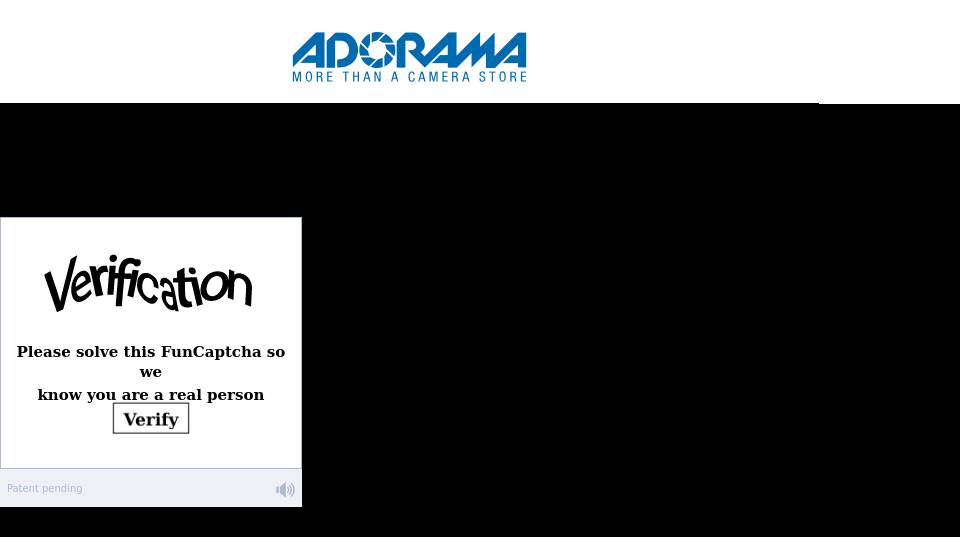 ADORAMA
MORE THAN A CAMERA STORE
Verification
Please solve this FunCaptcha so
we
know you are a real person
Verify
Patent pending